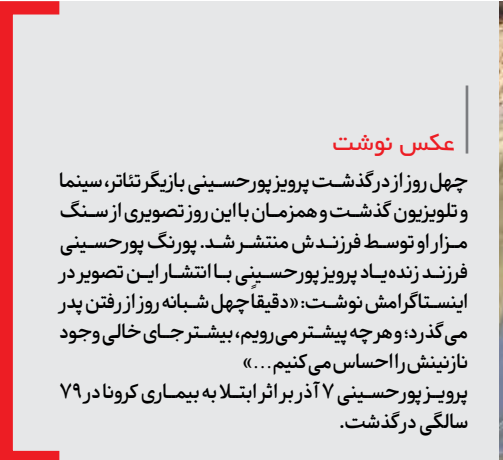 عکس نوشت
چهل روز از درگذشت پرویز پورحسینی بازیگر تئاتر، سینما
و تلویزیون گذشت و همزمان با این روز تصویری از سنگ
مزار او توسط فرزندش منتشر شد. پورنگ پورحسینی
فرزند زنده‌یاد پرویز پورحسینی با انتشار این تصویر در
اینستاگرامش نوشت: «دقیقاً چهل شبانه روز از رفتن پدر
می‌گذرد؛ و هر چه پیشتر می‌رویم، بیشتر جای خالی وجود
نازنینش را احساس می‌کنیم...»
پرویز پورحسینی ۷ آذر بر اثر ابتلا به بیماری کرونا در ۷۹
سالگی درگذشت.